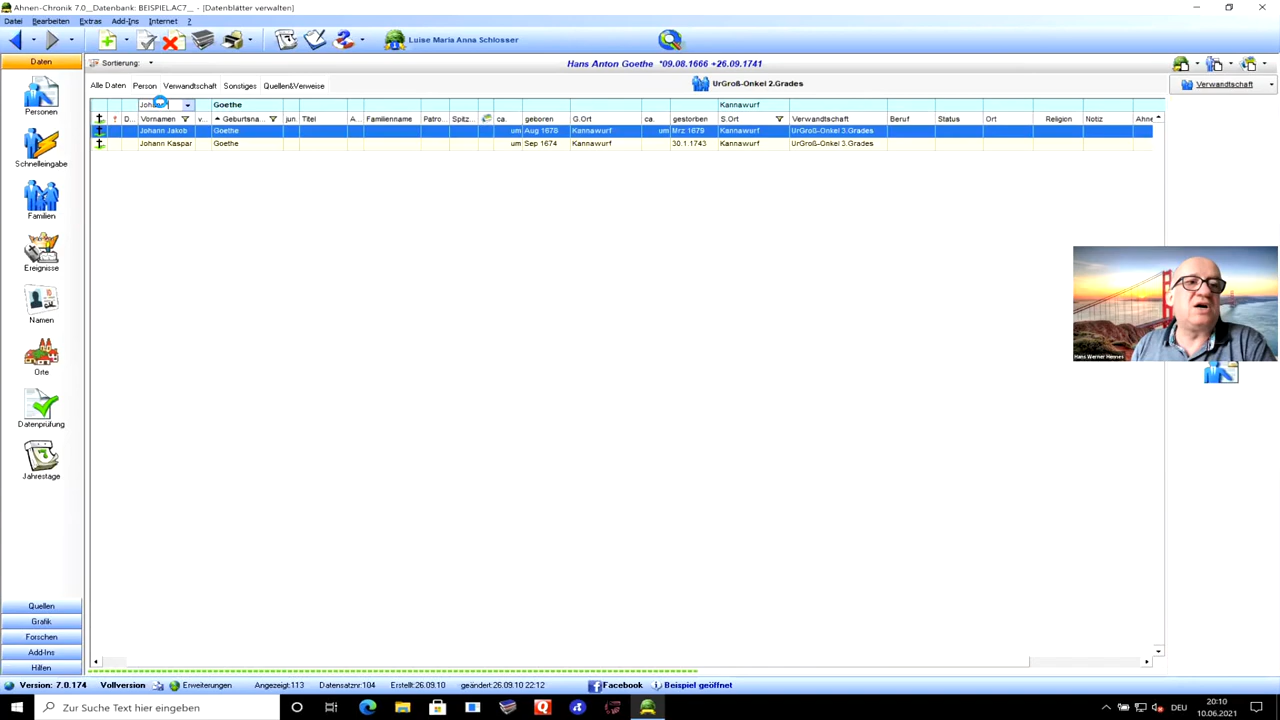 Ahnen-Chronik 7.0__Datenbank: BEISPIEL.AC7__ [Datenblätter verwalten]
Datei Bearbeiten Extras Add-Ins Internet ?
Luise Maria Anna Schlosser
Daten Sortierung: Hans Anton Goethe *09.08.1666 +26.09.1741
Alle Daten Person Verwandtschaft Sonstiges Quellen&Verweise UrGroß-Onkel 2.Grades Verwandtschaft
Goethe Kannawurf
Vornamen v... Geburtsna... jun. Titel A... Familienname Patro... Spitz... ca. geboren G.Ort ca. gestorben S.Ort Verwandtschaft Beruf Status Ort Religion Notiz Ahne
Johann Jakob Goethe um Aug 1678 Kannawurf um Mrz 1679 Kannawurf UrGroß-Onkel 3.Grades
Johann Kaspar Goethe um Sep 1674 Kannawurf 30.1.1743 Kannawurf UrGroß-Onkel 3.Grades
Personen
Schnelleingabe
Familien
Ereignisse
Namen
Orte
Datenprüfung
Jahrestage
Hans Werner Hennes
Quellen
Grafik
Forschen
Add-Ins
Hilfen
Version: 7.0.174 Vollversion Erweiterungen Angezeigt:113 Datensatznr:104 Erstellt:26.09.10 geändert:26.09.10 22:12 Facebook Beispiel geöffnet
Zur Suche Text hier eingeben DEU 20:10
10.06.2021